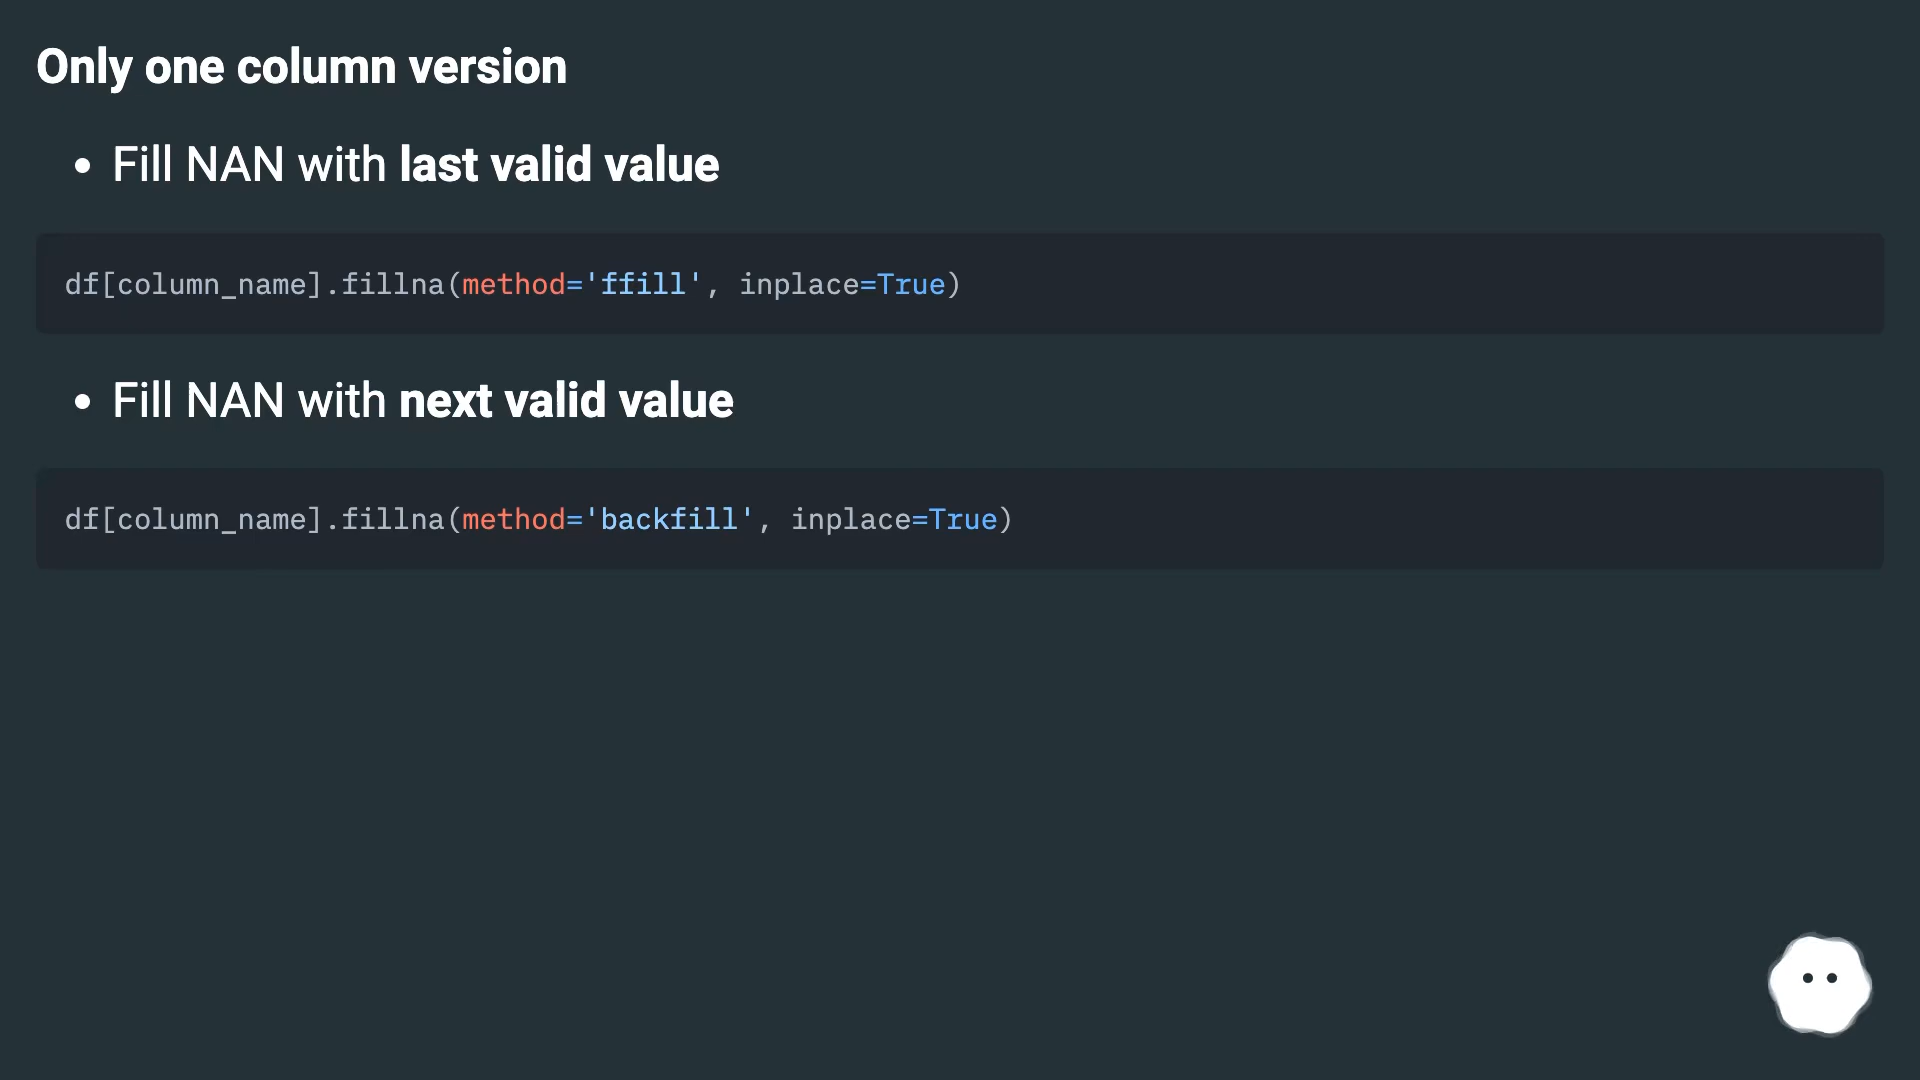 Only one column version
• Fill NAN with last valid value
df[column_name].fillna(method='ffill', inplace=True)
• Fill NAN with next valid value
df[column_name].fillna(method='backfill', inplace=True)